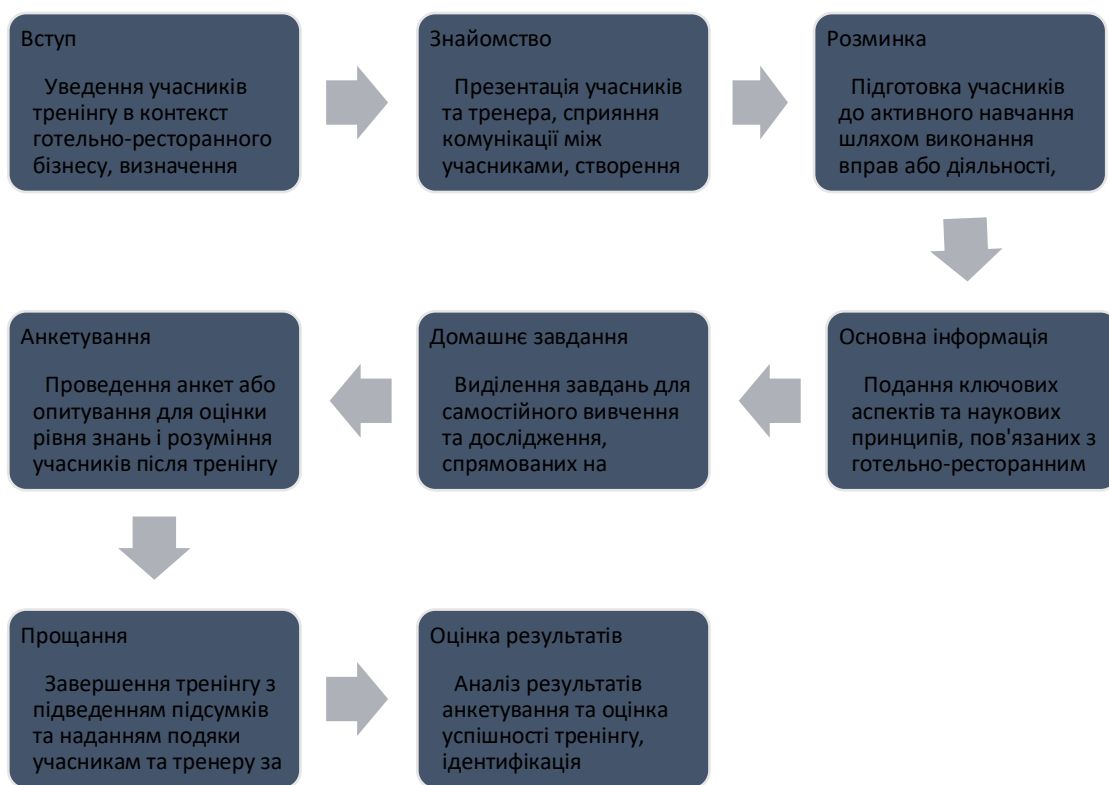 Вступ
Уведення учасників
тренінгу в контекст
готельно-ресторанного
бізнесу, визначення
Знайомство
Презентація учасників
та тренера, сприяння
комунікації між
учасниками, створення
Розминка
Підготовка учасників
до активного навчання
шляхом виконання
вправ або діяльності,
Основна інформація
Подання ключових
аспектів та наукових
принципів, пов'язаних з
готельно-ресторанним
Домашнє завдання
Виділення завдань для
самостійного вивчення
та дослідження,
спрямованих на
Анкетування
Проведення анкет або
опитування для оцінки
рівня знань і розуміння
учасників після тренінгу
Прощання
Завершення тренінгу з
підведенням підсумків
та наданням подяки
учасникам та тренеру за
Оцінка результатів
Аналіз результатів
анкетування та оцінка
успішності тренінгу,
ідентифікація